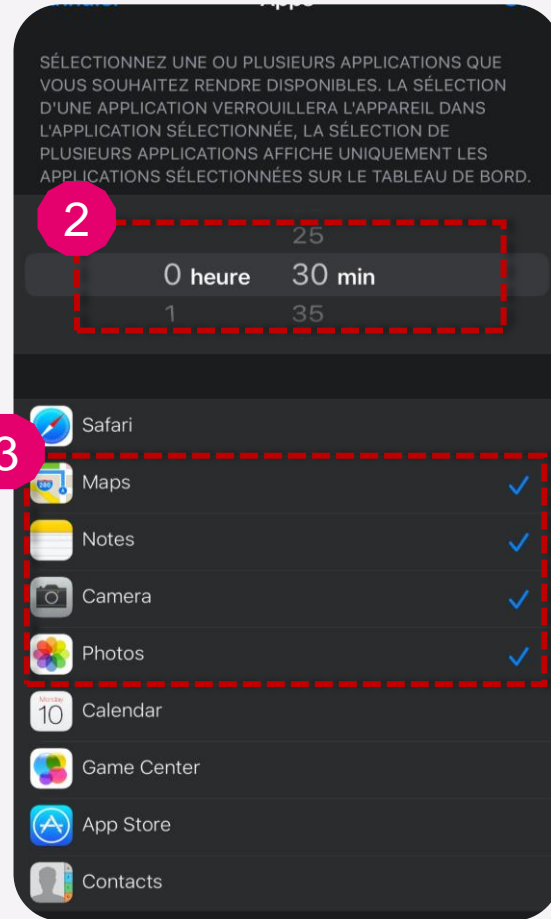 Apps
SÉLECTIONNEZ UNE OU PLUSIEURS APPLICATIONS QUE
VOUS SOUHAITEZ RENDRE DISPONIBLES. LA SÉLECTION
D'UNE APPLICATION VERROUILLERA L'APPAREIL DANS
L'APPLICATION SÉLECTIONNÉE, LA SÉLECTION DE
PLUSIEURS APPLICATIONS AFFICHE UNIQUEMENT LES
APPLICATIONS SÉLECTIONNÉES SUR LE TABLEAU DE BORD.
2
25
0 heure 30 min
1 35
Safari
3
Maps
Notes
Camera
Photos
Monday
10
Calendar
Game Center
App Store
Contacts